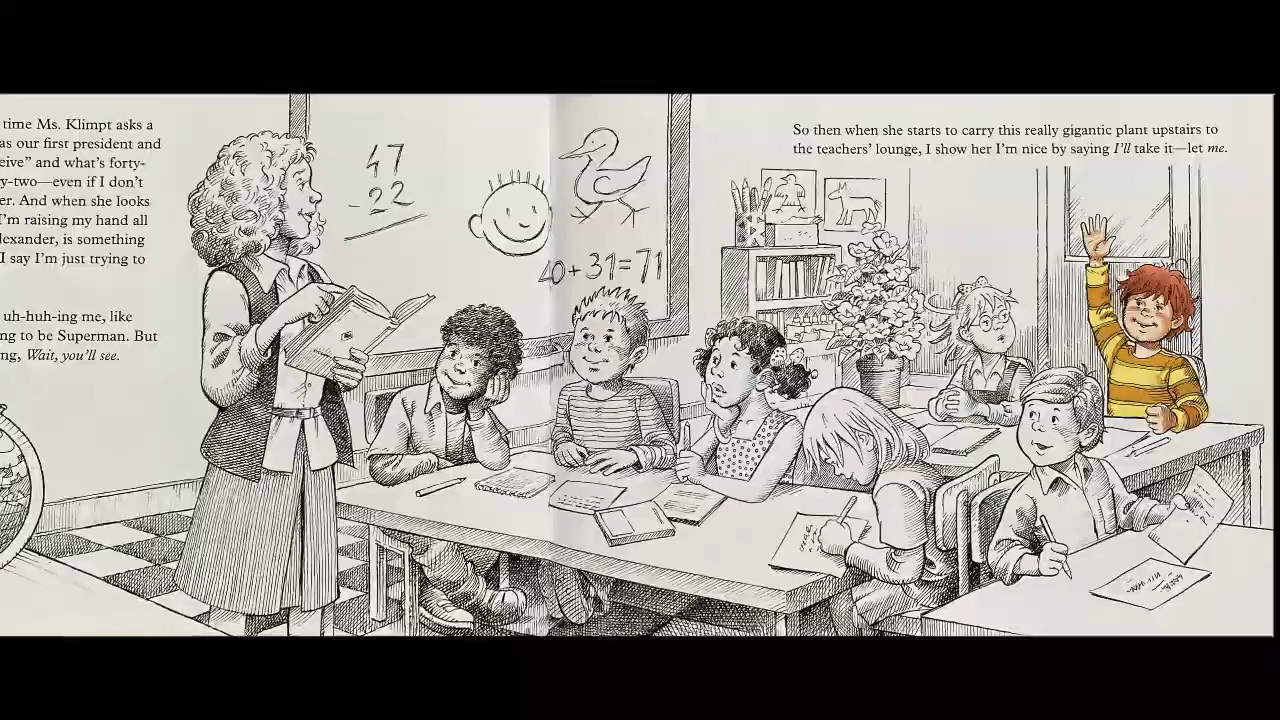 time Ms. Klimpt asks a
as our first president and
eive” and what’s forty-
y-two—even if I don’t
er. And when she looks
I’m raising my hand all
lexander, is something
I say I’m just trying to
uh-huh-ing me, like
ng to be Superman. But
ng, Wait, you’ll see.
47
-22
40+31=71
So then when she starts to carry this really gigantic plant upstairs to
the teachers’ lounge, I show her I’m nice by saying I’ll take it—let me.